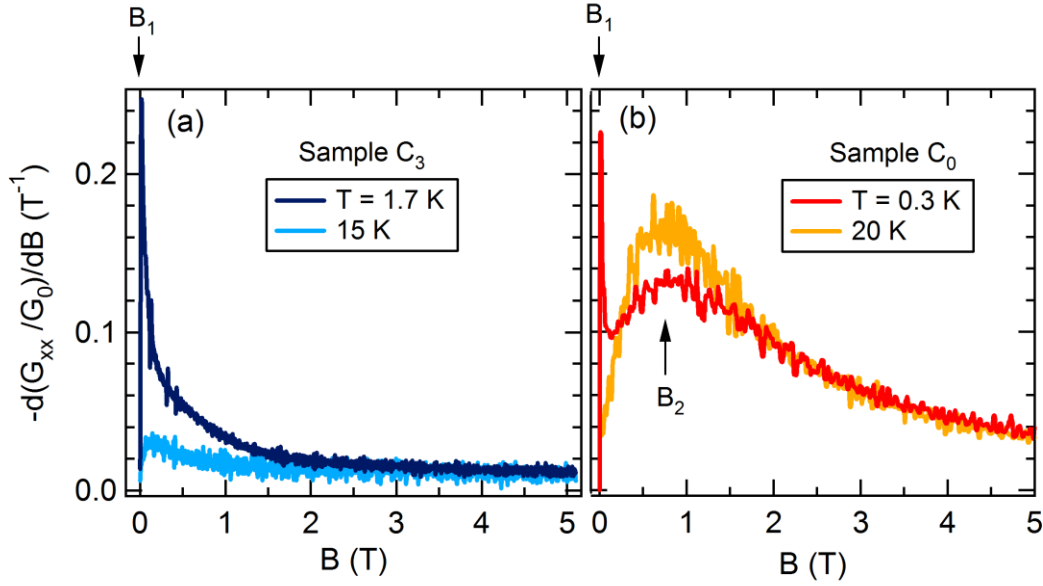 B₁
B₁
(a)
Sample C₃
T = 1.7 K
15 K
(b)
Sample C₀
T = 0.3 K
20 K
B₂
-d(Gₓₓ/G₀)/dB (T⁻¹)
0.2
0.1
0.0
0 1 2 3 4 5
B (T)
0 1 2 3 4 5
B (T)